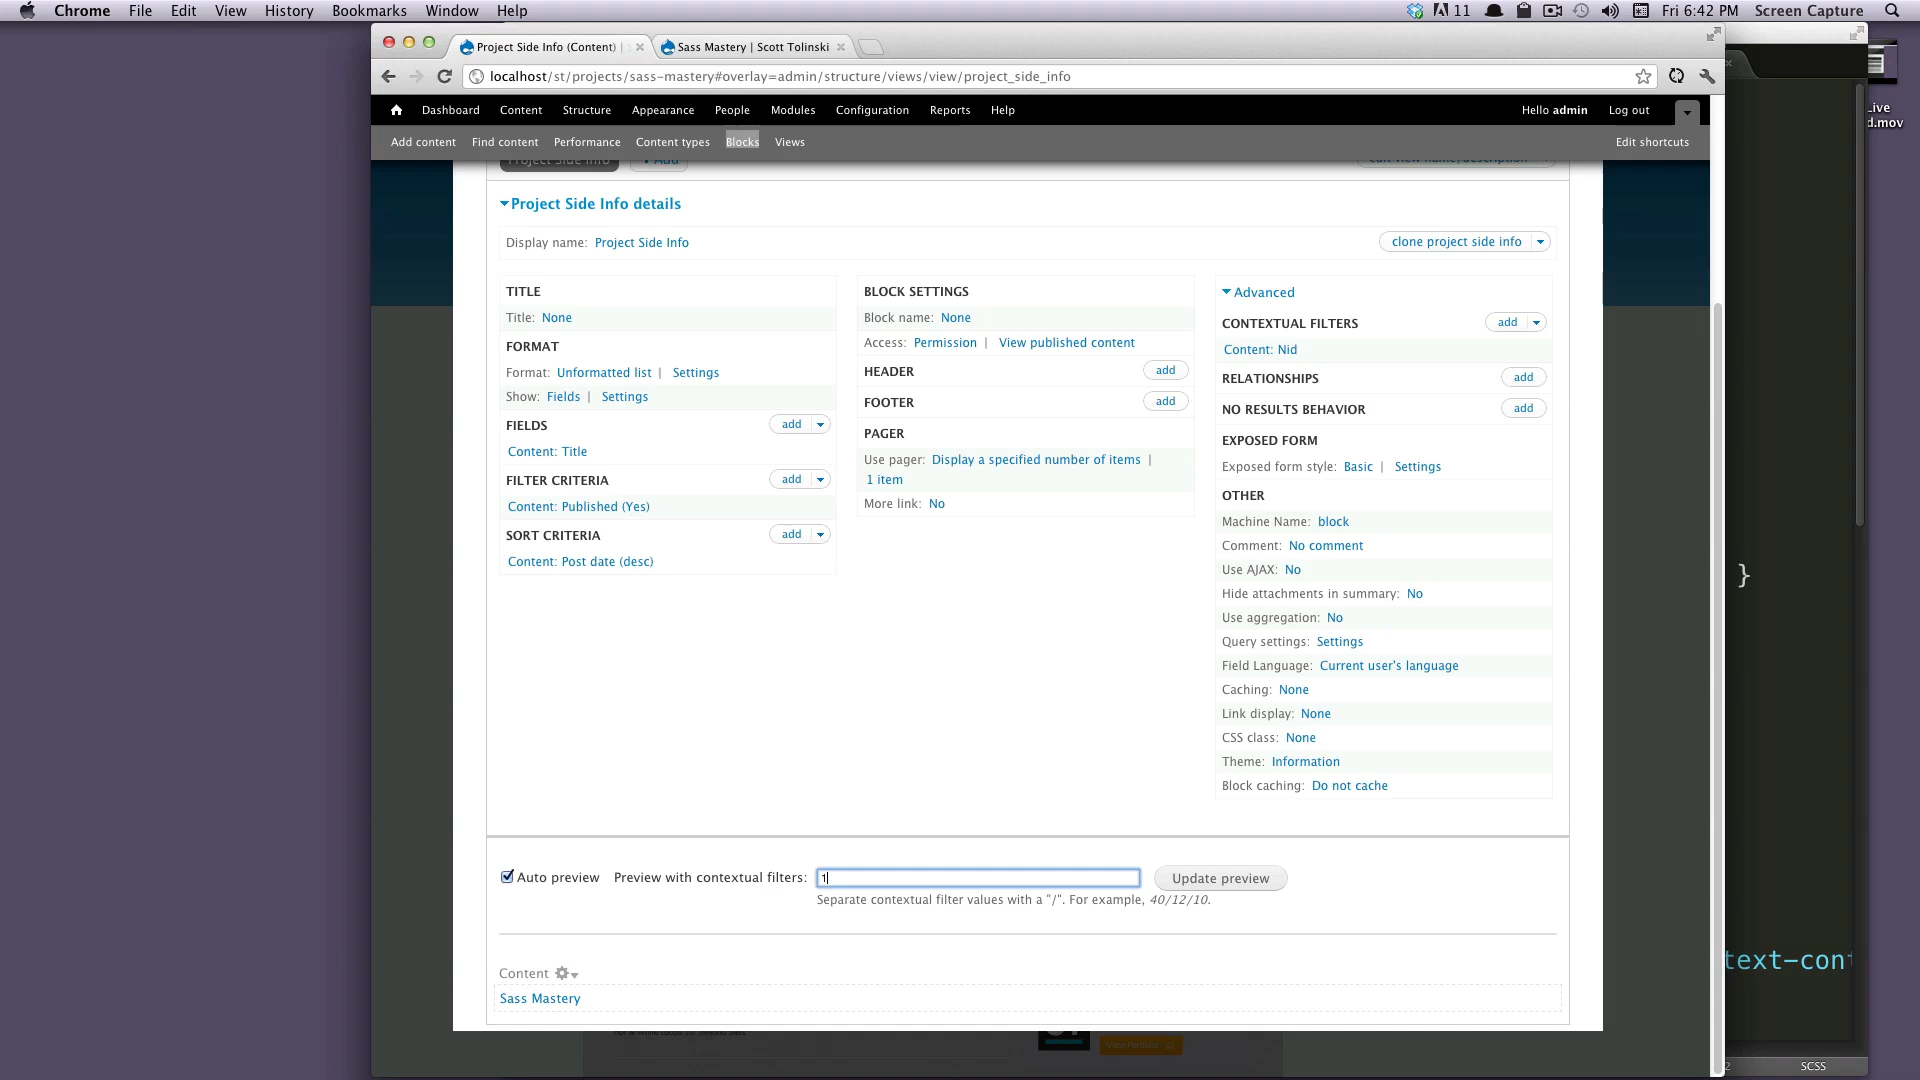 Chrome File Edit View History Bookmarks Window Help 11 Fri 6:42 PM Screen Capture
Project Side Info (Content) | Sass Mastery | Scott Tolinski
localhost/st/projects/sass-mastery#overlay=admin/structure/views/view/project_side_info
Dashboard Content Structure Appearance People Modules Configuration Reports Help Hello admin Log out
Live
d.mov
Add content Find content Performance Content types Blocks Views Edit shortcuts
Project Side Info Add edit view name/description
Project Side Info details
Display name: Project Side Info clone project side info
TITLE
Title: None
FORMAT
Format: Unformatted list | Settings
Show: Fields | Settings
FIELDS add
Content: Title
FILTER CRITERIA add
Content: Published (Yes)
SORT CRITERIA add
Content: Post date (desc)
BLOCK SETTINGS
Block name: None
Access: Permission | View published content
HEADER add
FOOTER add
PAGER
Use pager: Display a specified number of items |
1 item
More link: No
Advanced
CONTEXTUAL FILTERS add
Content: Nid
RELATIONSHIPS add
NO RESULTS BEHAVIOR add
EXPOSED FORM
Exposed form style: Basic | Settings
OTHER
Machine Name: block
Comment: No comment
Use AJAX: No
Hide attachments in summary: No
Use aggregation: No
Query settings: Settings
Field Language: Current user's language
Caching: None
Link display: None
CSS class: None
Theme: Information
Block caching: Do not cache
}
Auto preview Preview with contextual filters: 1 Update preview
Separate contextual filter values with a "/". For example, 40/12/10.
text-cont
Content
Sass Mastery
View Portfolio
2 SCSS